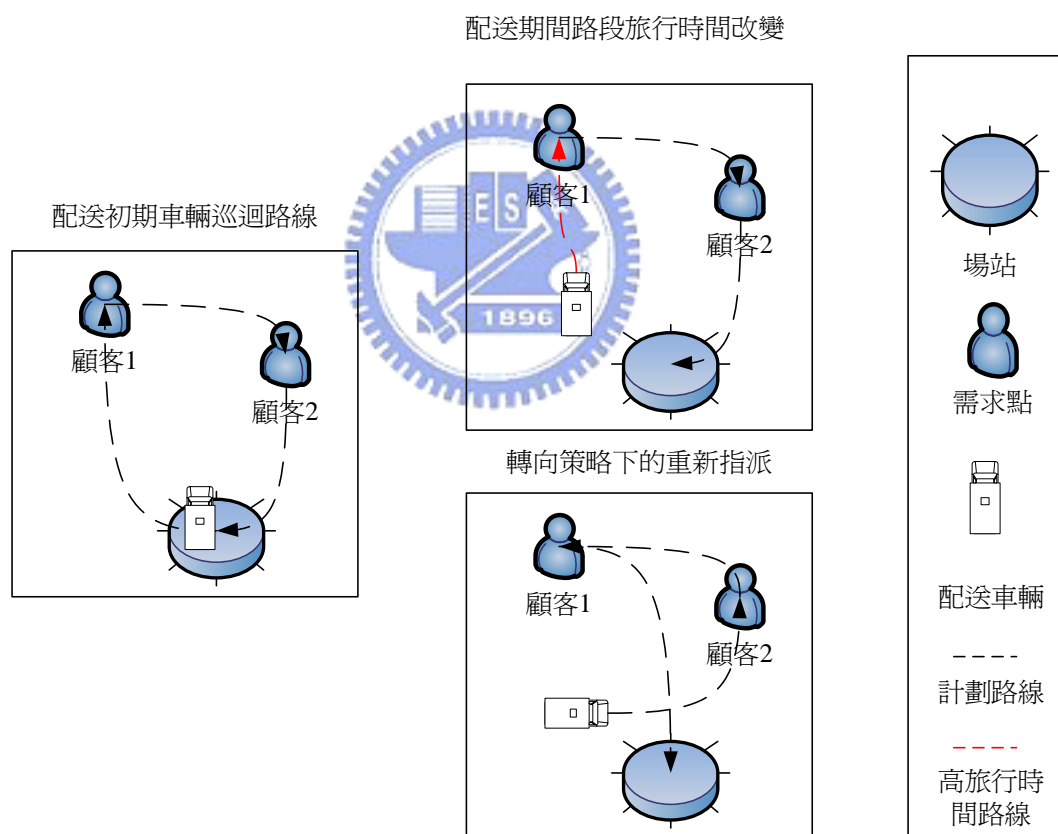 配送期間路段旅行時間改變
顧客1
顧客2
配送初期車輛巡迴路線
顧客1
顧客2
ES
1896
轉向策略下的重新指派
顧客1
顧客2
場站
需求點
配送車輛
計劃路線
高旅行時
間路線